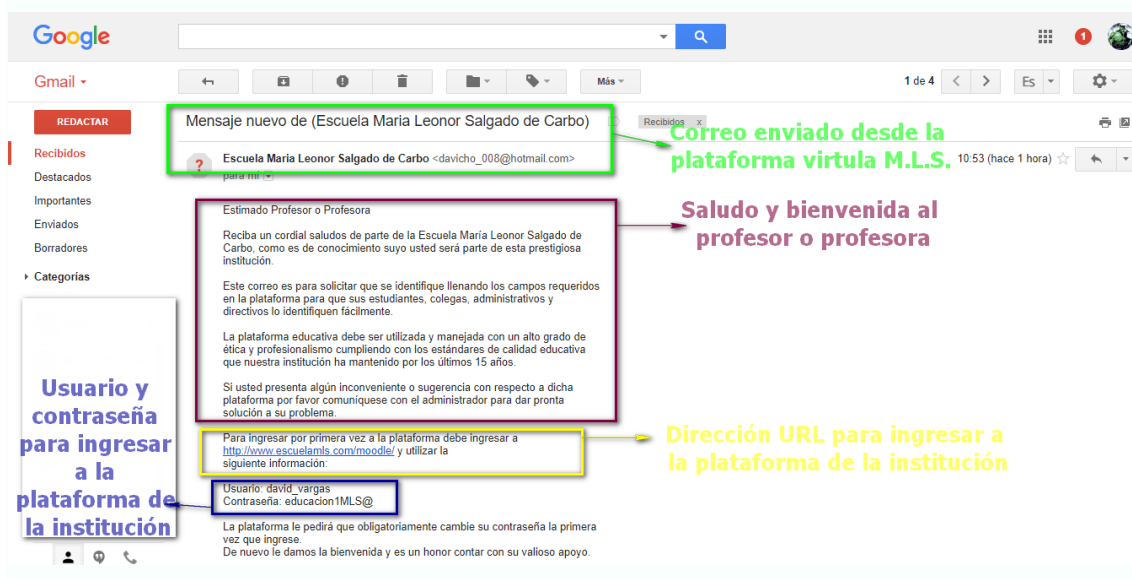 Google
1
Gmail
Más
1 de 4
Es
REDACTAR
Mensaje nuevo de (Escuela Maria Leonor Salgado de Carbo)
Recibidos x
Correo enviado desde la
plataforma virtula M.L.S.
Recibidos
Escuela Maria Leonor Salgado de Carbo <davicho_008@hotmail.com>
10:53 (hace 1 hora)
para mí
Destacados
Importantes
Enviados
Borradores
Categorías
Estimado Profesor o Profesora
Reciba un cordial saludos de parte de la Escuela María Leonor Salgado de
Carbo, como es de conocimiento suyo usted será parte de esta prestigiosa
institución.
Este correo es para solicitar que se identifique llenando los campos requeridos
en la plataforma para que sus estudiantes, colegas, administrativos y
directivos lo identifiquen fácilmente.
La plataforma educativa debe ser utilizada y manejada con un alto grado de
ética y profesionalismo cumpliendo con los estándares de calidad educativa
que nuestra institución ha mantenido por los últimos 15 años.
Si usted presenta algún inconveniente o sugerencia con respecto a dicha
plataforma por favor comuníquese con el administrador para dar pronta
solución a su problema.
Saludo y bienvenida al
profesor o profesora
Para ingresar por primera vez a la plataforma debe ingresar a
http://www.escuelamls.com/moodle/ y utilizar la
siguiente información:
Dirección URL para ingresar a
la plataforma de la institución
Usuario: david_vargas
Contraseña: educacion1MLS@
Usuario y
contraseña
para ingresar
a la
plataforma de
la institución
La plataforma le pedirá que obligatoriamente cambie su contraseña la primera
vez que ingrese.
De nuevo le damos la bienvenida y es un honor contar con su valioso apoyo.